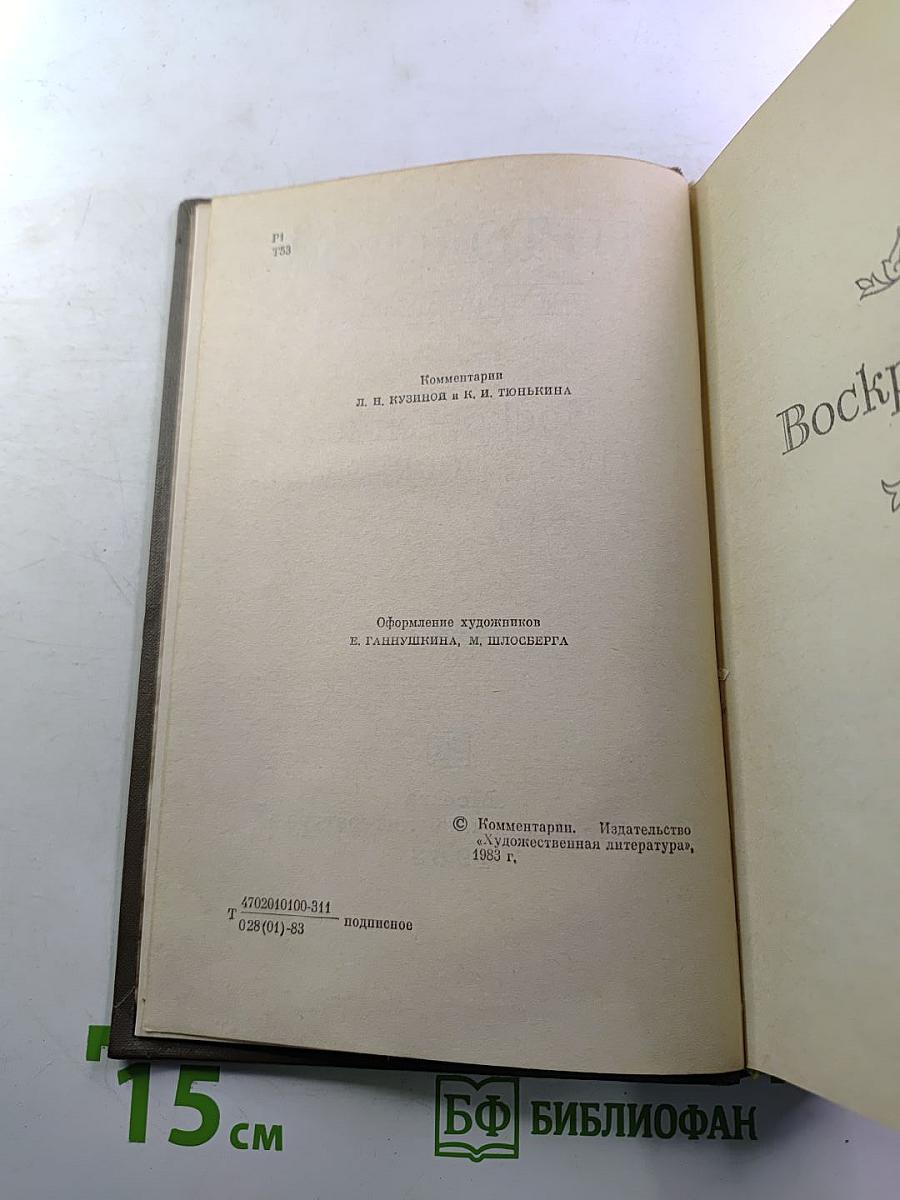 Р1
Т53
Комментарии
Л. Н. КУЗИНОЙ и К. И. ТЮНЬКИНА
Оформление художников
Е. ГАННУШКИНА, М. ШЛОСБЕРГА
© Комментарии. Издательство
«Художественная литература»,
1983 г.
Т 4702010100-311 подписное
028(01)-83
Воскр
15 см
БФ БИБЛИОФАН